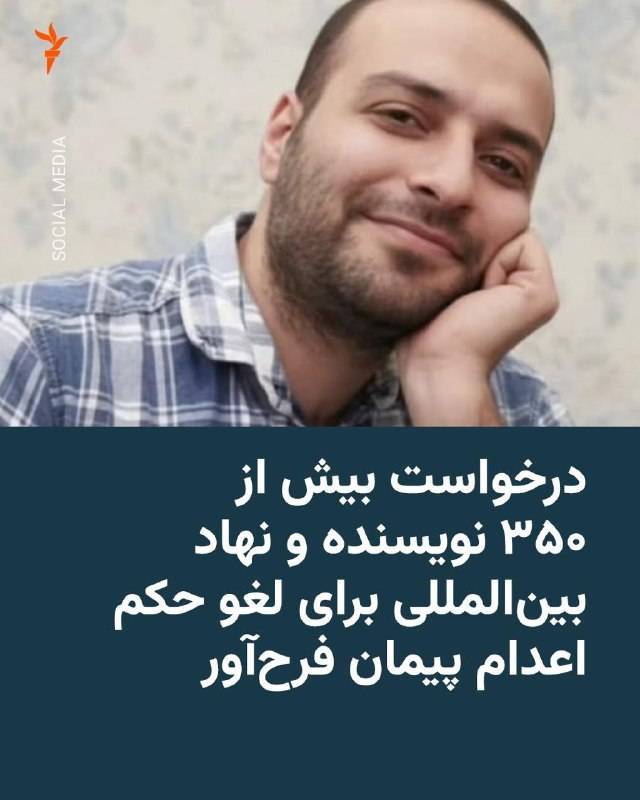 SOCIAL MEDIA
درخواست بیش از
۳۵۰ نویسنده و نهاد
بین‌المللی برای لغو حکم
اعدام پیمان فرح‌آور